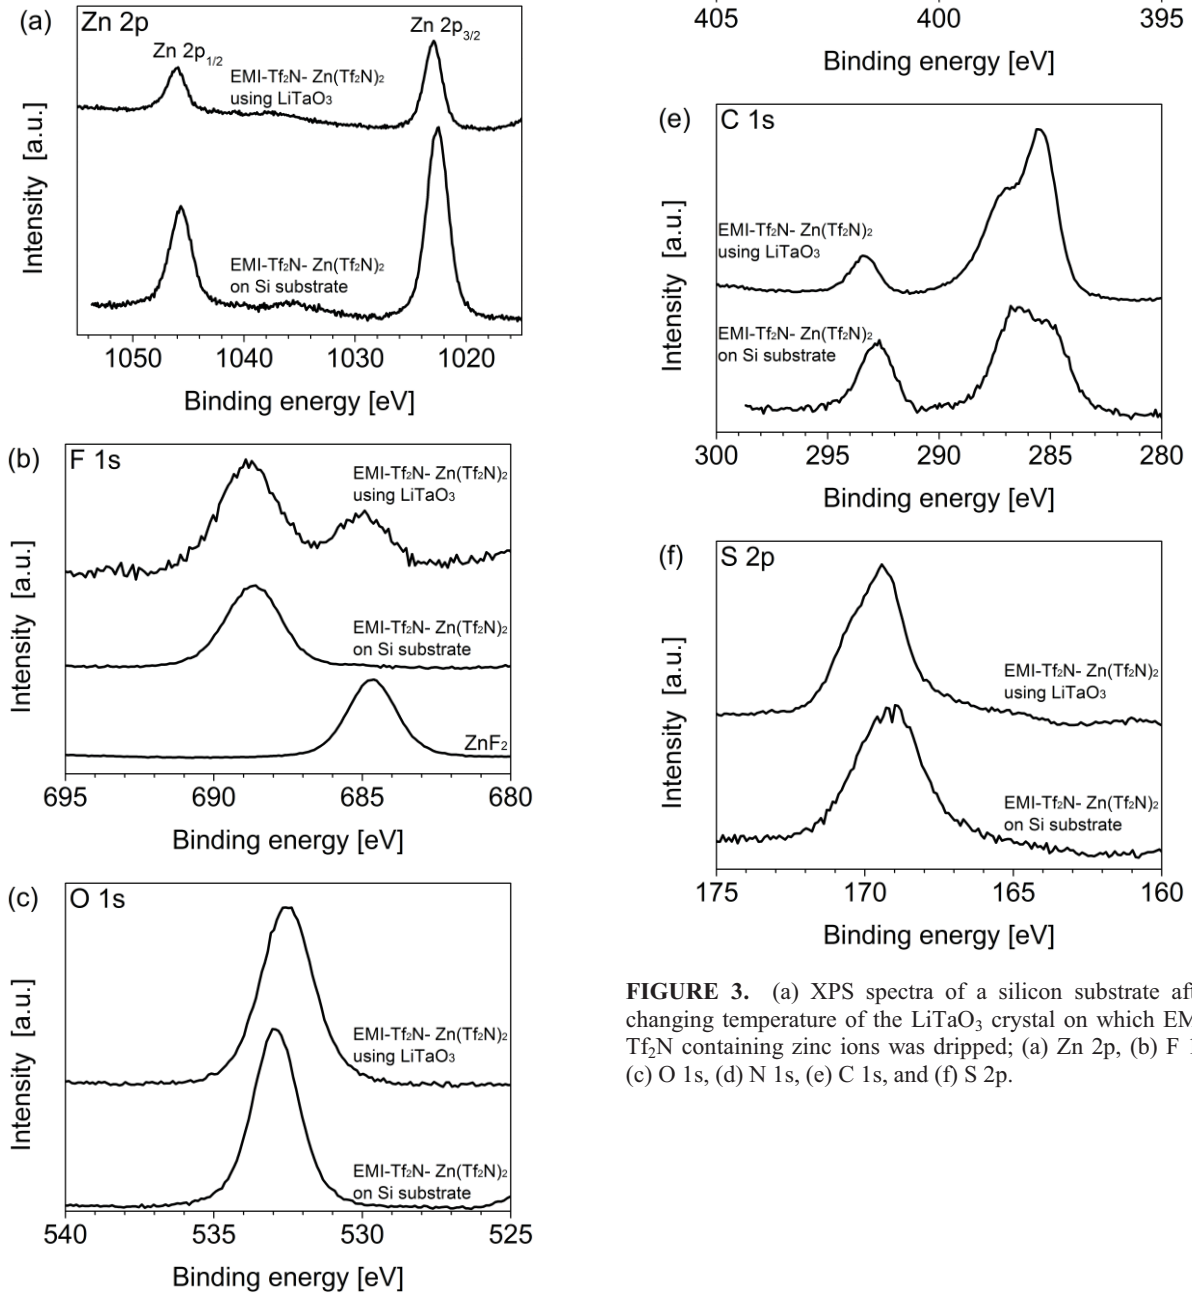 (a)
Zn 2p
Zn 2p1/2
Zn 2p3/2
EMI-Tf2N- Zn(Tf2N)2
using LiTaO3
EMI-Tf2N- Zn(Tf2N)2
on Si substrate
Intensity [a.u.]
1050 1040 1030 1020
Binding energy [eV]
(b)
F 1s
EMI-Tf2N- Zn(Tf2N)2
using LiTaO3
EMI-Tf2N- Zn(Tf2N)2
on Si substrate
ZnF2
Intensity [a.u.]
695 690 685 680
Binding energy [eV]
(c)
O 1s
EMI-Tf2N- Zn(Tf2N)2
using LiTaO3
EMI-Tf2N- Zn(Tf2N)2
on Si substrate
Intensity [a.u.]
540 535 530 525
Binding energy [eV]
405 400 395
Binding energy [eV]
(e)
C 1s
EMI-Tf2N- Zn(Tf2N)2
using LiTaO3
EMI-Tf2N- Zn(Tf2N)2
on Si substrate
Intensity [a.u.]
300 295 290 285 280
Binding energy [eV]
(f)
S 2p
EMI-Tf2N- Zn(Tf2N)2
using LiTaO3
EMI-Tf2N- Zn(Tf2N)2
on Si substrate
Intensity [a.u.]
175 170 165 160
Binding energy [eV]
FIGURE 3. (a) XPS spectra of a silicon substrate aft
changing temperature of the LiTaO3 crystal on which EM
Tf2N containing zinc ions was dripped; (a) Zn 2p, (b) F 1
(c) O 1s, (d) N 1s, (e) C 1s, and (f) S 2p.